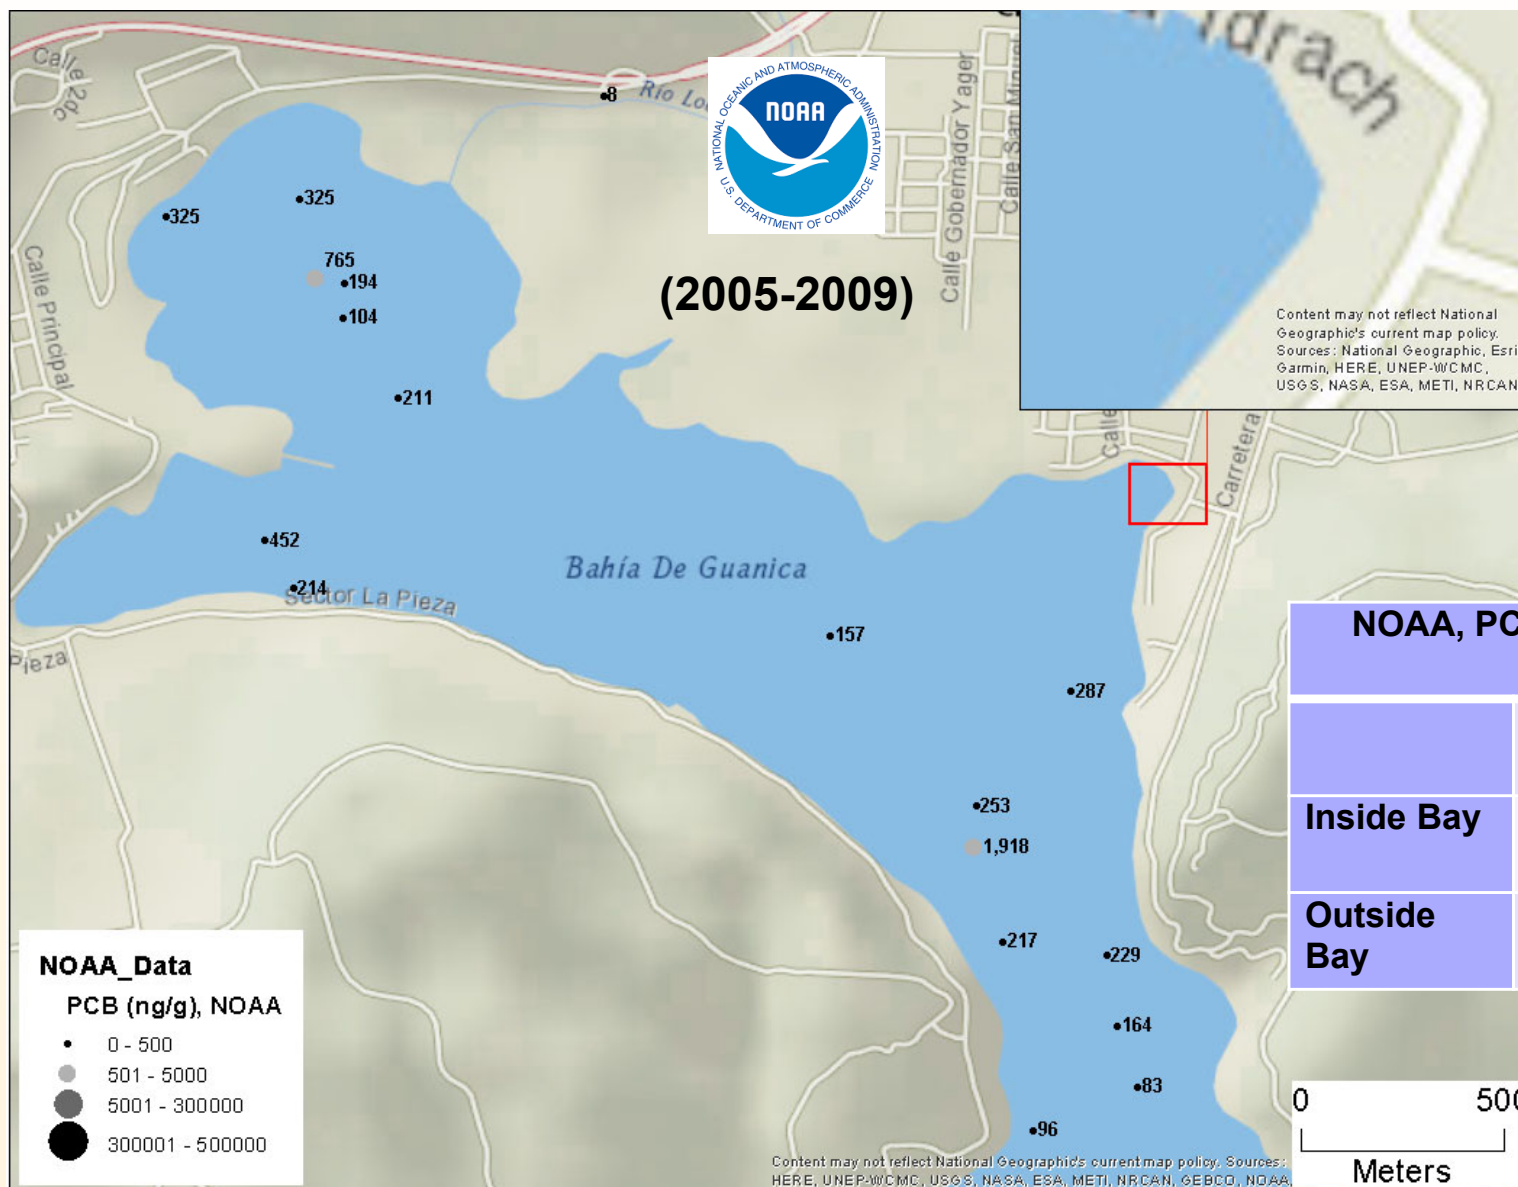 Calle 2dc
Calle Principal
8
Río Lo
NATIONAL OCEANIC AND ATMOSPHERIC ADMINISTRATION
NOAA
U.S. DEPARTMENT OF COMMERCE
(2005-2009)
Calle Gobernador Yager
Calle San Miguel
drach
Content may not reflect National
Geographic's current map policy.
Sources: National Geographic, Esri
Garmin, HERE, UNEP-WCMC,
USGS, NASA, ESA, METI, NRCAN
325
325
765
194
104
211
Calle
Carretera
452
214
Sector La Pieza
Pieza
Bahía De Guanica
157
287
253
1,918
217
229
164
83
96
NOAA, PC
Inside Bay
Outside
Bay
NOAA_Data
PCB (ng/g), NOAA
0 - 500
501 - 5000
5001 - 300000
300001 - 500000
0 500
Meters
Content may not reflect National Geographic's current map policy. Sources:
HERE, UNEP-WCMC, USGS, NASA, ESA, METI, NRCAN, GEBCO, NOAA,